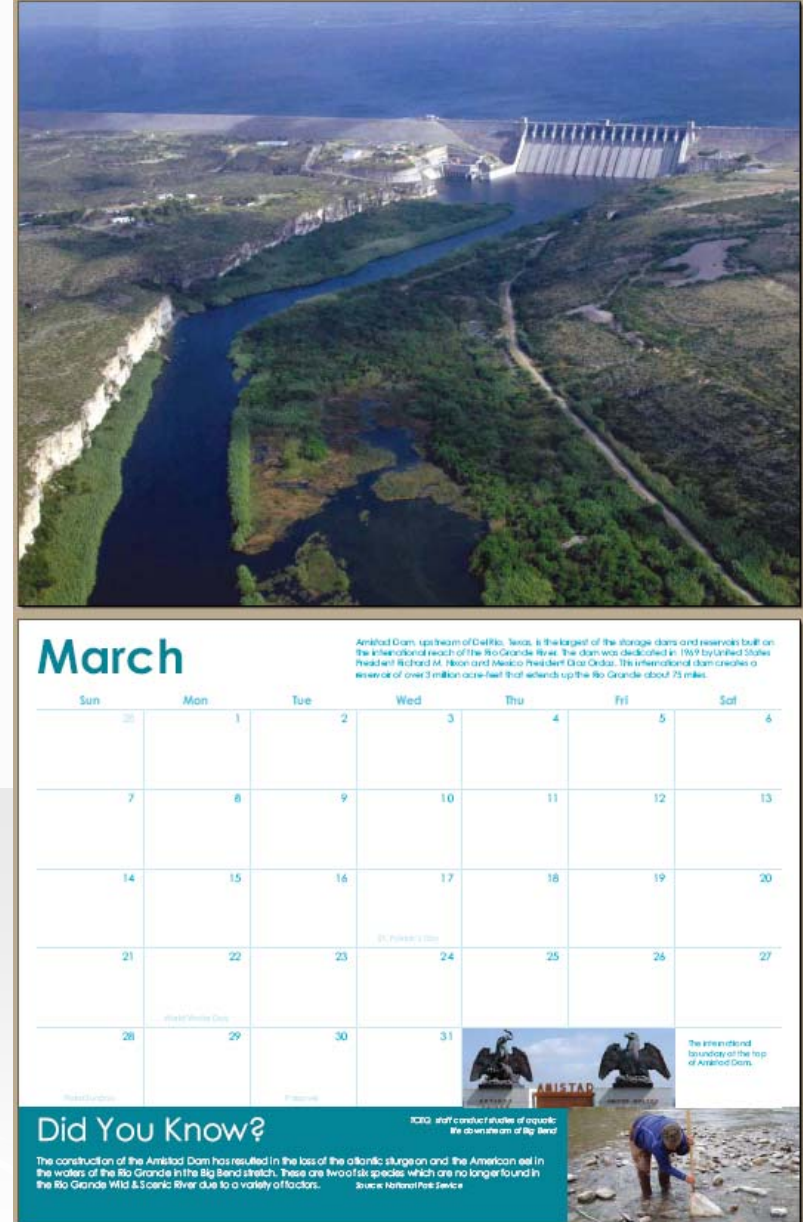 March
Amistad Dam, upstream of Del Rio, Texas, is the largest of the storage dams and reservoirs built on
the international reach of the Rio Grande River. The dam was dedicated in 1969 by United States
President Richard M. Nixon and Mexico President Diaz Ordaz. This international dam creates a
reservoir of over 3 million acre-feet that extends up the Rio Grande about 75 miles.
Sun Mon Tue Wed Thu Fri Sat
28 1 2 3 4 5 6
7 8 9 10 11 12 13
14 15 16 17 18 19 20
St. Patrick's Day
21 22 23 24 25 26 27
World Water Day
28 29 30 31
Palm Sunday Passover
AMISTAD
The international
boundary at the top
of Amistad Dam.
Did You Know?
TCEQ staff conduct studies of aquatic
life downstream of Big Bend
The construction of the Amistad Dam has resulted in the loss of the atlantic sturgeon and the American eel in
the waters of the Rio Grande in the Big Bend stretch. These are two of six species which are no longer found in
the Rio Grande Wild & Scenic River due to a variety of factors. Source: National Park Service